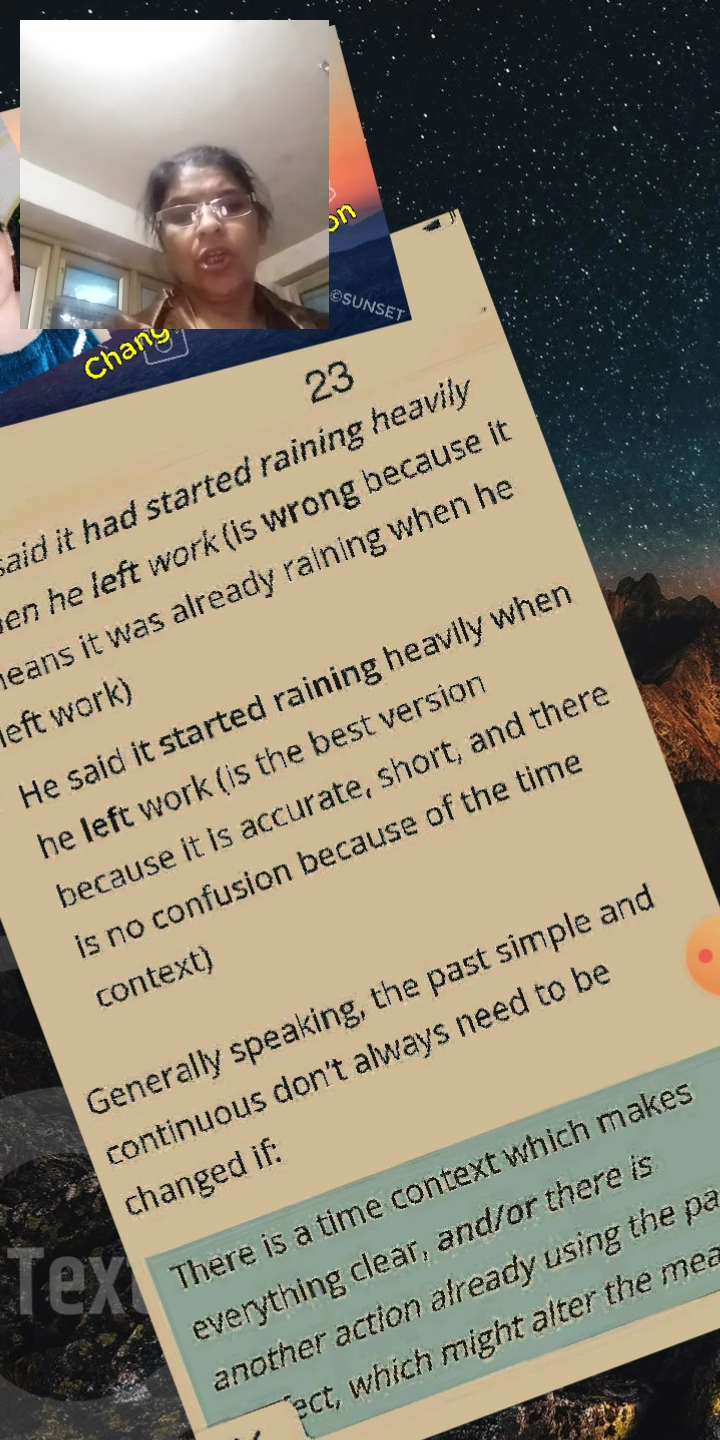 on
©SUNSET
Chang
23
said it had started raining heavily
he left work (is wrong because it
means it was already raining when he
left work)
He said it started raining heavily when
he left work (is the best version
because it is accurate, short, and there
is no confusion because of the time
context)
Generally speaking, the past simple and
continuous don't always need to be
changed if:
There is a time context which makes
everything clear, and/or there is
another action already using the pa
, which might alter the mea
Text